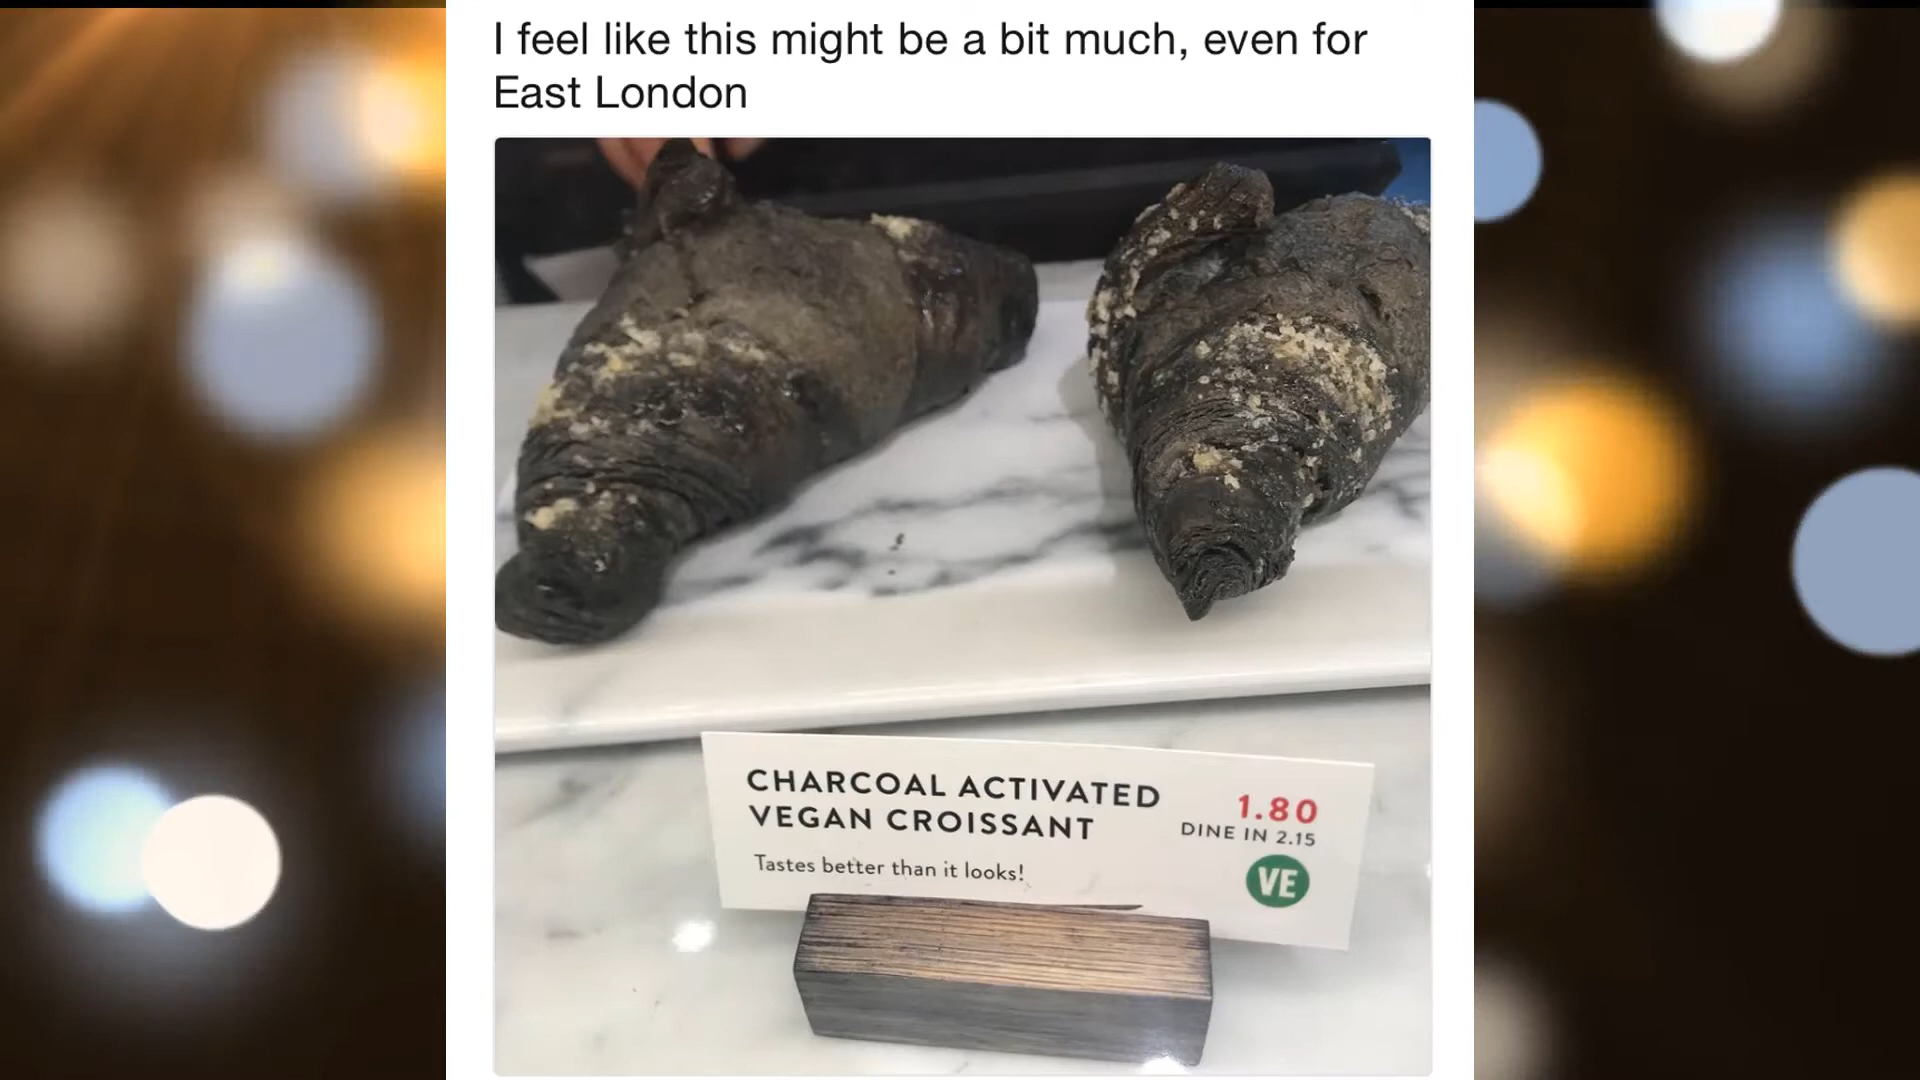 I feel like this might be a bit much, even for
East London
CHARCOAL ACTIVATED
VEGAN CROISSANT
Tastes better than it looks!
1.80
DINE IN 2.15
VE